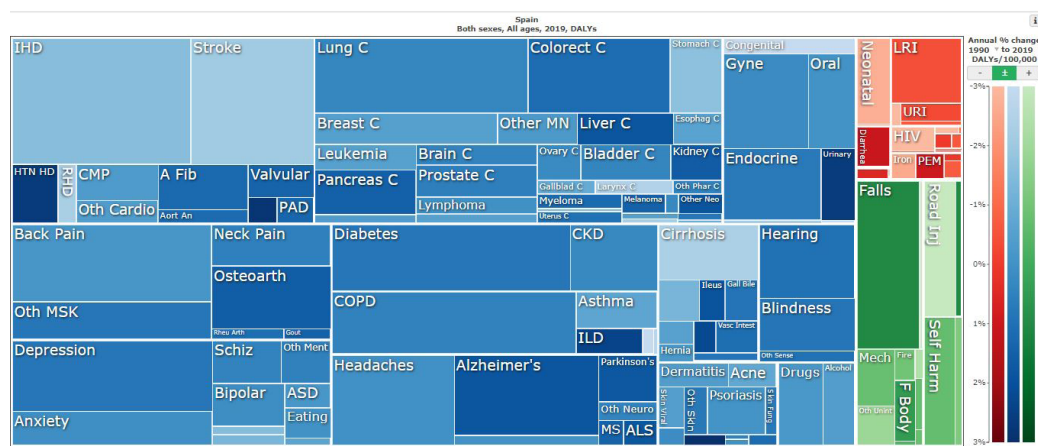 Spain
Both sexes, All ages, 2019, DALYs
i
IHD
Stroke
HTN HD
RHD
CMP
Oth Cardio
A Fib
Aort An
Valvular
PAD
Lung C
Colorect C
Stomach C
Breast C
Other MN
Liver C
Esophag C
Leukemia
Brain C
Ovary C
Bladder C
Kidney C
Pancreas C
Prostate C
Lymphoma
Gallblad C
Larynx C
Oth Phar C
Myeloma
Melanoma
Other Neo
Uterus C
Congenital
Gyne
Oral
Endocrine
Urinary
Neonatal
LRI
URI
Diarrhea
HIV
Iron
PEM
Back Pain
Neck Pain
Oth MSK
Osteoarth
Rheu Arth
Gout
Diabetes
CKD
COPD
Asthma
ILD
Cirrhosis
Ileus
Gall Bile
Vasc Intest
Hernia
Hearing
Blindness
Oth Sense
Falls
Road Inj
Depression
Anxiety
Schiz
Oth Ment
Bipolar
ASD
Eating
Headaches
Alzheimer's
Parkinson's
Oth Neuro
MS
ALS
Dermatitis
Acne
Skin Viral
Oth Skin
Psoriasis
Skin Fung
Drugs
Alcohol
Mech
Fire
Oth Unint
F Body
Self Harm
Annual % change
1990 to 2019
DALYs/100,000
- ± +
-3%
-2%
-1%
0%
1%
2%
3%